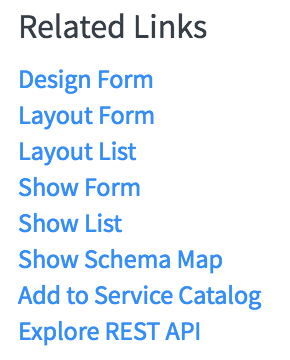 Related Links
Design Form
Layout Form
Layout List
Show Form
Show List
Show Schema Map
Add to Service Catalog
Explore REST API